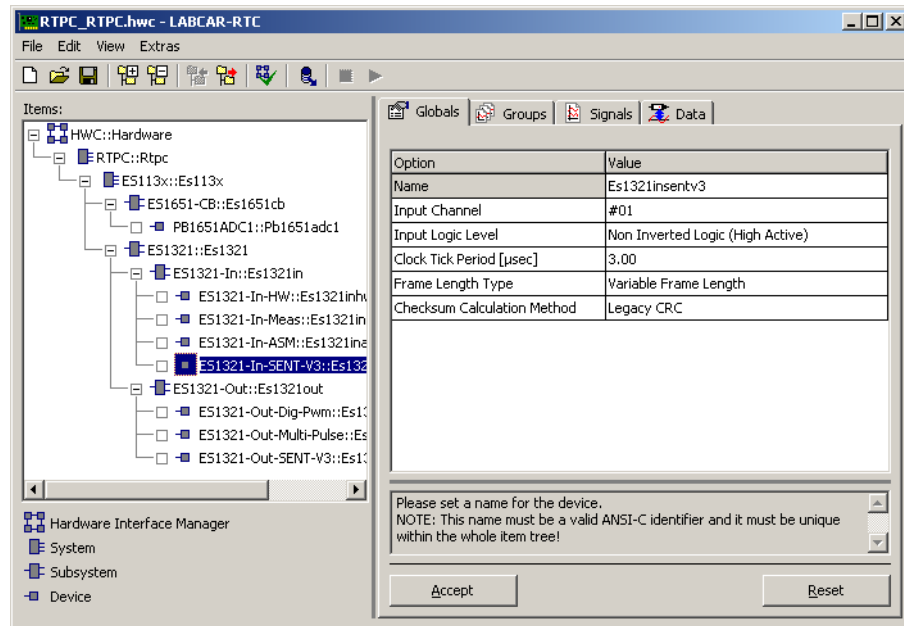 RTPC_RTPC.hwc - LABCAR-RTC
File Edit View Extras
Items:
HWC::Hardware
RTPC::Rtpc
ES113x::Es113x
ES1651-CB::Es1651cb
PB1651ADC1::Pb1651adc1
ES1321::Es1321
ES1321-In::Es1321in
ES1321-In-HW::Es1321inh
ES1321-In-Meas::Es1321in
ES1321-In-ASM::Es1321ina
ES1321-In-SENT-V3::Es132
ES1321-Out::Es1321out
ES1321-Out-Dig-Pwm::Es13
ES1321-Out-Multi-Pulse::Es
ES1321-Out-SENT-V3::Es13
Hardware Interface Manager
System
Subsystem
Device
Globals Groups Signals Data
Option Value
Name Es1321insentv3
Input Channel #01
Input Logic Level Non Inverted Logic (High Active)
Clock Tick Period [µsec] 3.00
Frame Length Type Variable Frame Length
Checksum Calculation Method Legacy CRC
Please set a name for the device.
NOTE: This name must be a valid ANSI-C identifier and it must be unique
within the whole item tree!
Accept Reset